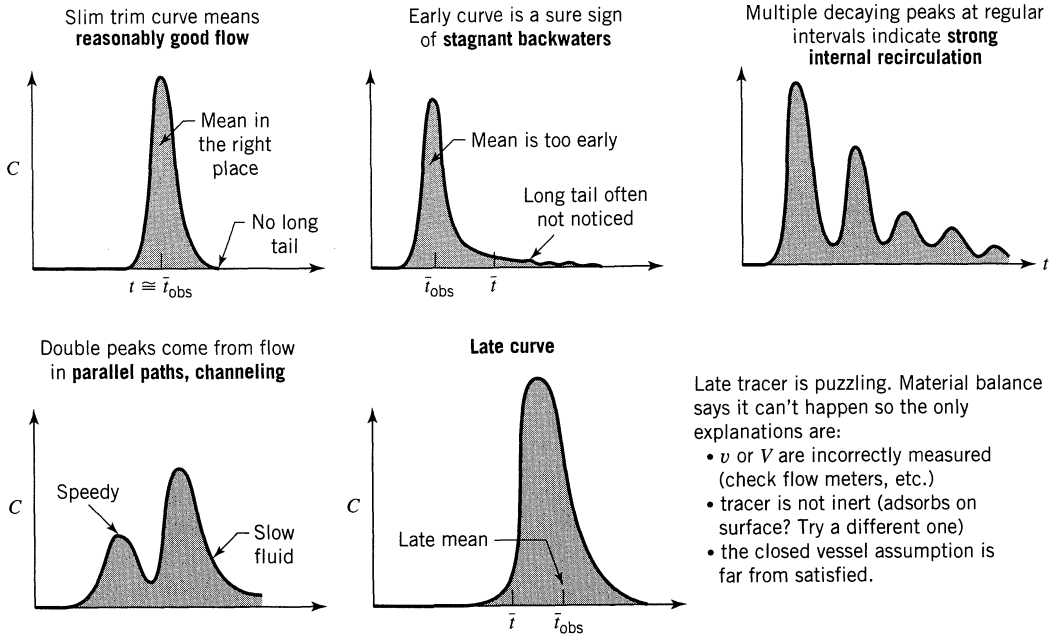 Slim trim curve means
reasonably good flow
C
Mean in
the right
place
No long
tail
t ≅ t̄obs
Early curve is a sure sign
of stagnant backwaters
Mean is too early
Long tail often
not noticed
t̄obs
t̄
Multiple decaying peaks at regular
intervals indicate strong
internal recirculation
t
Double peaks come from flow
in parallel paths, channeling
C
Speedy
Slow
fluid
Late curve
C
Late mean
t̄
t̄obs
Late tracer is puzzling. Material balance
says it can't happen so the only
explanations are:
• v or V are incorrectly measured
(check flow meters, etc.)
• tracer is not inert (adsorbs on
surface? Try a different one)
• the closed vessel assumption is
far from satisfied.